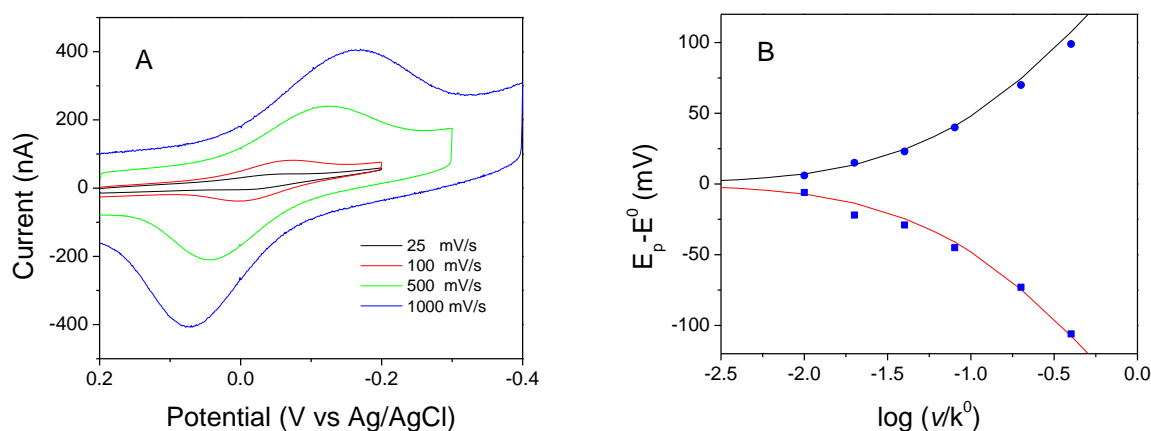 A
400
200
0
-200
-400
Current (nA)
25 mV/s
100 mV/s
500 mV/s
1000 mV/s
0.2 0.0 -0.2 -0.4
Potential (V vs Ag/AgCl)
B
100
50
0
-50
-100
Ep-E0 (mV)
-2.5 -2.0 -1.5 -1.0 -0.5 0.0
log (v/k0)